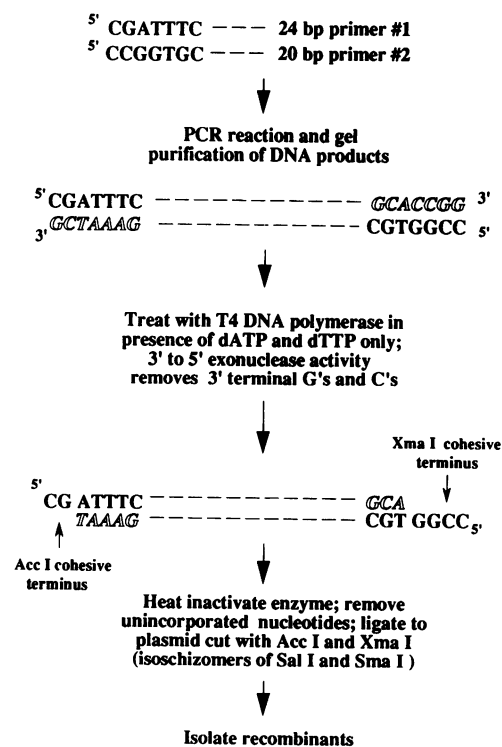 5' CGATTTC --- 24 bp primer #1
5' CCGGTGC --- 20 bp primer #2
PCR reaction and gel
purification of DNA products
5' CGATTTC ---------- GCACCGG 3'
3' GCTAAAG ---------- CGTGGCC 5'
Treat with T4 DNA polymerase in
presence of dATP and dTTP only;
3' to 5' exonuclease activity
removes 3' terminal G's and C's
Xma I cohesive
terminus
5'
CG ATTTC ---------- GCA
TAAAG ---------- CGT GGCC 5'
Acc I cohesive
terminus
Heat inactivate enzyme; remove
unincorporated nucleotides; ligate to
plasmid cut with Acc I and Xma I
(isoschizomers of Sal I and Sma I )
Isolate recombinants